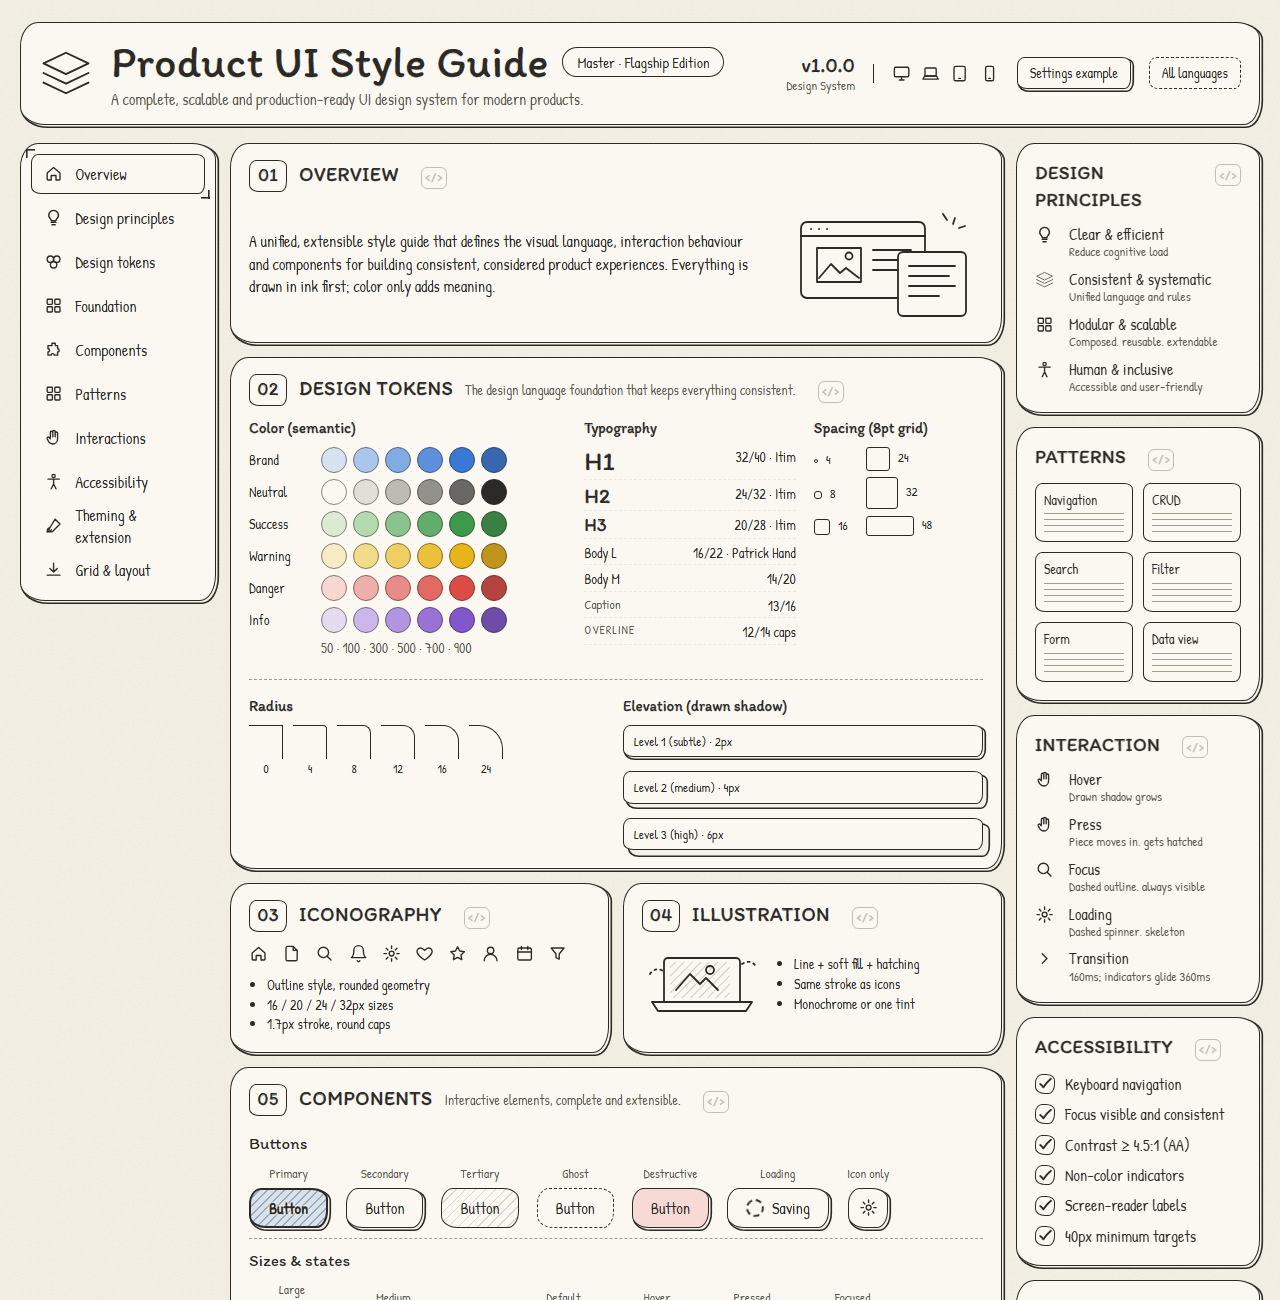 Product UI Style Guide
Master · Flagship Edition
A complete, scalable and production-ready UI design system for modern products.
v1.0.0
Design System
Settings example
All languages
Overview
Design principles
Design tokens
Foundation
Components
Patterns
Interactions
Accessibility
Theming &
extension
Grid & layout
01 OVERVIEW </>
A unified, extensible style guide that defines the visual language, interaction behaviour
and components for building consistent, considered product experiences. Everything is
drawn in ink first; color only adds meaning.
02 DESIGN TOKENS The design language foundation that keeps everything consistent. </>
Color (semantic)
Brand
Neutral
Success
Warning
Danger
Info
50 · 100 · 300 · 500 · 700 · 900
Typography
H1 32/40 · Itim
H2 24/32 · Itim
H3 20/28 · Itim
Body L 16/22 · Patrick Hand
Body M 14/20
Caption 13/16
OVERLINE 12/14 caps
Spacing (8pt grid)
4 24
8 32
16 48
Radius
0 4 8 12 16 24
Elevation (drawn shadow)
Level 1 (subtle) · 2px
Level 2 (medium) · 4px
Level 3 (high) · 6px
03 ICONOGRAPHY </>
Outline style, rounded geometry
16 / 20 / 24 / 32px sizes
1.7px stroke, round caps
04 ILLUSTRATION </>
Line + soft fill + hatching
Same stroke as icons
Monochrome or one tint
05 COMPONENTS Interactive elements, complete and extensible. </>
Buttons
Primary Secondary Tertiary Ghost Destructive Loading Icon only
Button Button Button Button Button Saving
Sizes & states
Large
Medium Default Hover Pressed Focused
DESIGN </>
PRINCIPLES
Clear & efficient
Reduce cognitive load
Consistent & systematic
Unified language and rules
Modular & scalable
Composed. reusable. extendable
Human & inclusive
Accessible and user-friendly
PATTERNS </>
Navigation CRUD
Search Filter
Form Data view
INTERACTION </>
Hover
Drawn shadow grows
Press
Piece moves in. gets hatched
Focus
Dashed outline. always visible
Loading
Dashed spinner. skeleton
Transition
160ms; indicators glide 360ms
ACCESSIBILITY </>
Keyboard navigation
Focus visible and consistent
Contrast ≥ 4.5:1 (AA)
Non-color indicators
Screen-reader labels
40px minimum targets